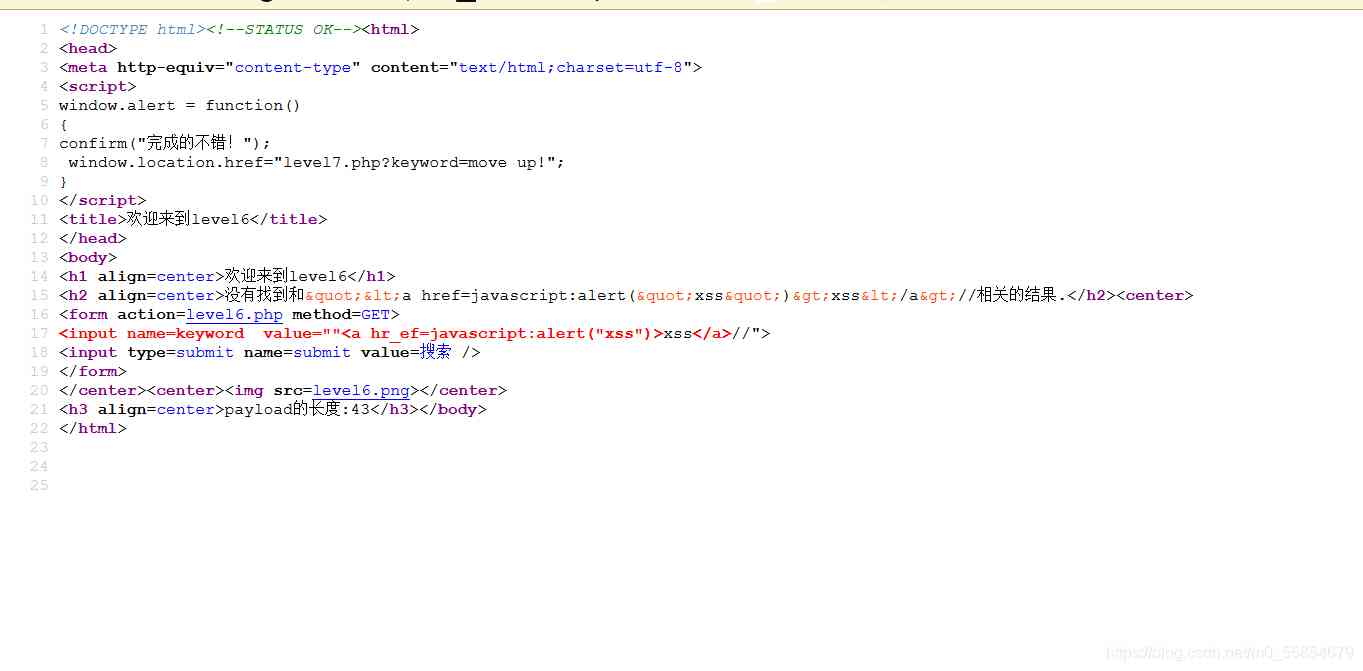 1 <!DOCTYPE html><!--STATUS OK--><html>
2 <head>
3 <meta http-equiv="content-type" content="text/html;charset=utf-8">
4 <script>
5 window.alert = function()
6 {
7 confirm("完成的不错！");
8  window.location.href="level7.php?keyword=move up!";
9 }
10 </script>
11 <title>欢迎来到level6</title>
12 </head>
13 <body>
14 <h1 align=center>欢迎来到level6</h1>
15 <h2 align=center>没有找到和&quot;&lt;a href=javascript:alert(&quot;xss&quot;)&gt;xss&lt;/a&gt;//相关的结果.</h2><center>
16 <form action=level6.php method=GET>
17 <input name=keyword  value=""<a hr_ef=javascript:alert("xss")>xss</a>//">
18 <input type=submit name=submit value=搜索 />
19 </form>
20 </center><center><img src=level6.png></center>
21 <h3 align=center>payload的长度:43</h3></body>
22 </html>
23
24
25